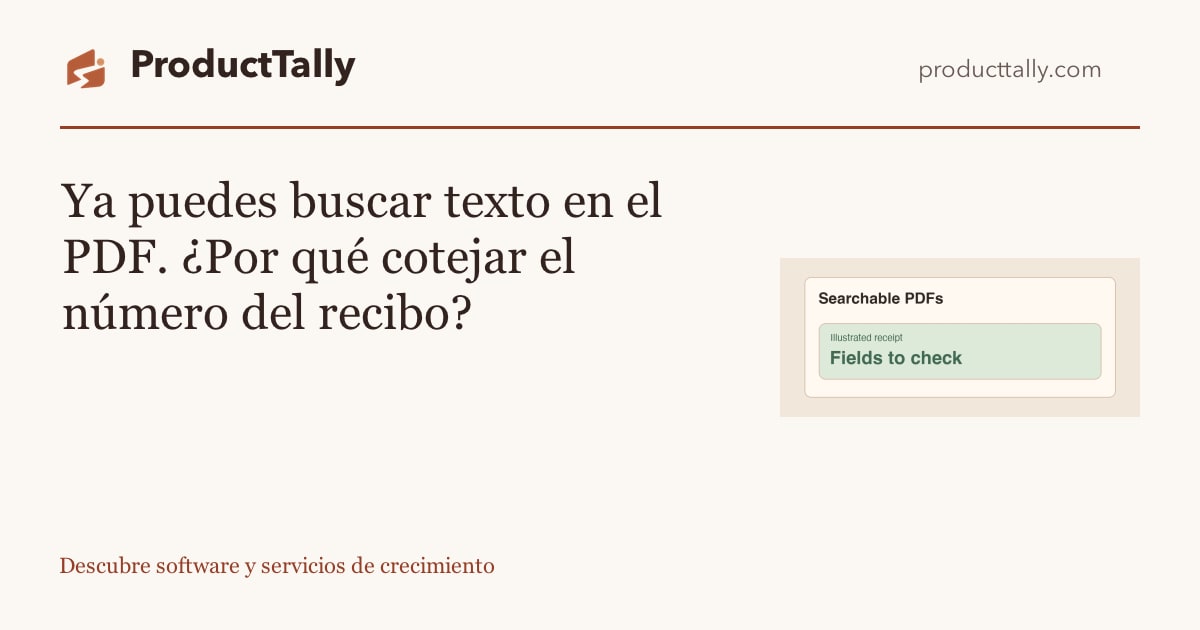 ProductTally
producttally.com
Ya puedes buscar texto en el
PDF. ¿Por qué cotejar el
número del recibo?
Searchable PDFs
Illustrated receipt
Fields to check
Descubre software y servicios de crecimiento